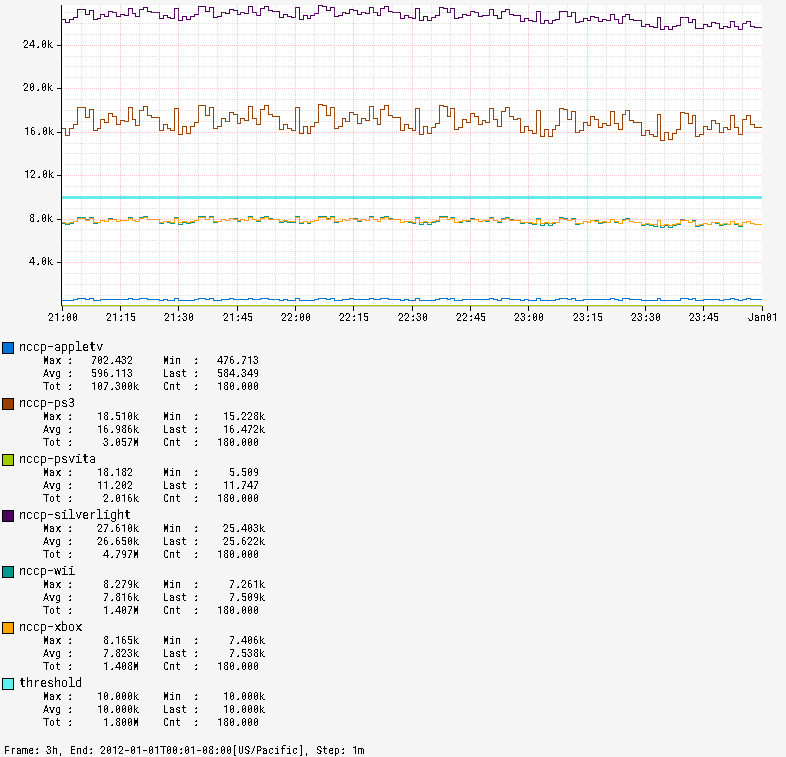 24.0k
20.0k
16.0k
12.0k
8.0k
4.0k
21:00 21:15 21:30 21:45 22:00 22:15 22:30 22:45 23:00 23:15 23:30 23:45 Jan01
nccp-appletv
Max : 702.432 Min : 476.713
Avg : 596.113 Last : 584.349
Tot : 107.300k Cnt : 180.000
nccp-ps3
Max : 18.510k Min : 15.228k
Avg : 16.986k Last : 16.472k
Tot : 3.057M Cnt : 180.000
nccp-psvita
Max : 18.182 Min : 5.509
Avg : 11.202 Last : 11.747
Tot : 2.016k Cnt : 180.000
nccp-silverlight
Max : 27.610k Min : 25.403k
Avg : 26.650k Last : 25.622k
Tot : 4.797M Cnt : 180.000
nccp-wii
Max : 8.279k Min : 7.261k
Avg : 7.816k Last : 7.509k
Tot : 1.407M Cnt : 180.000
nccp-xbox
Max : 8.165k Min : 7.406k
Avg : 7.823k Last : 7.538k
Tot : 1.408M Cnt : 180.000
threshold
Max : 10.000k Min : 10.000k
Avg : 10.000k Last : 10.000k
Tot : 1.800M Cnt : 180.000
Frame: 3h, End: 2012-01-01T00:01-08:00[US/Pacific], Step: 1m